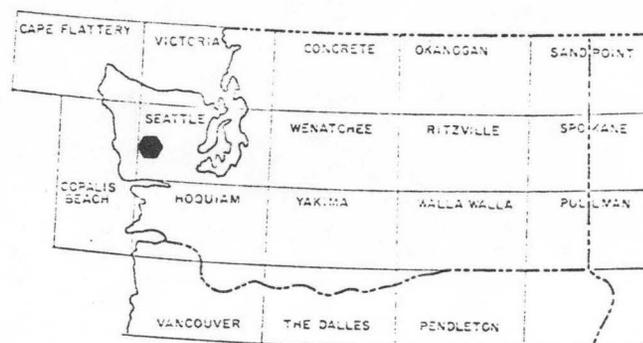 CAPE FLATTERY
VICTORIA
CONCRETE
OKANOGAN
SANDPOINT
SEATTLE
WENATCHEE
RITZVILLE
SPOKANE
COPALIS
BEACH
HOQUIAM
YAKIMA
WALLA WALLA
PULLMAN
VANCOUVER
THE DALLES
PENDLETON